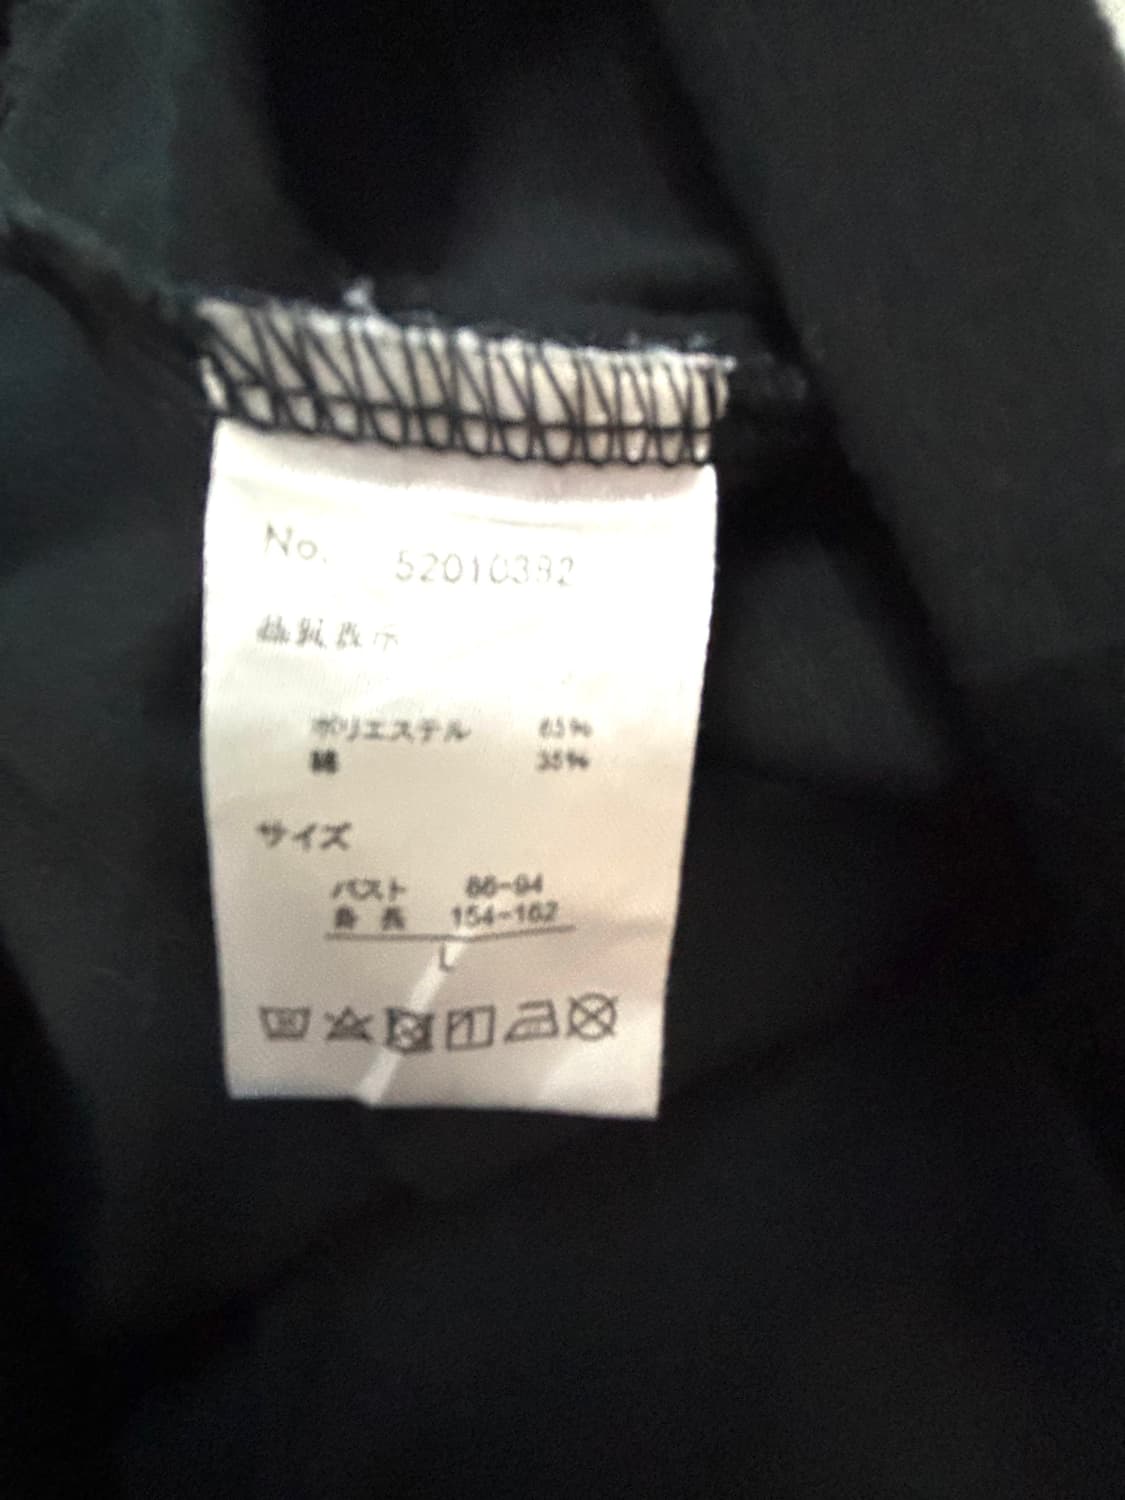 No. 52010382
ポリエステル 65%
綿 35%
サイズ
バスト 86-94
身長 154-162
L